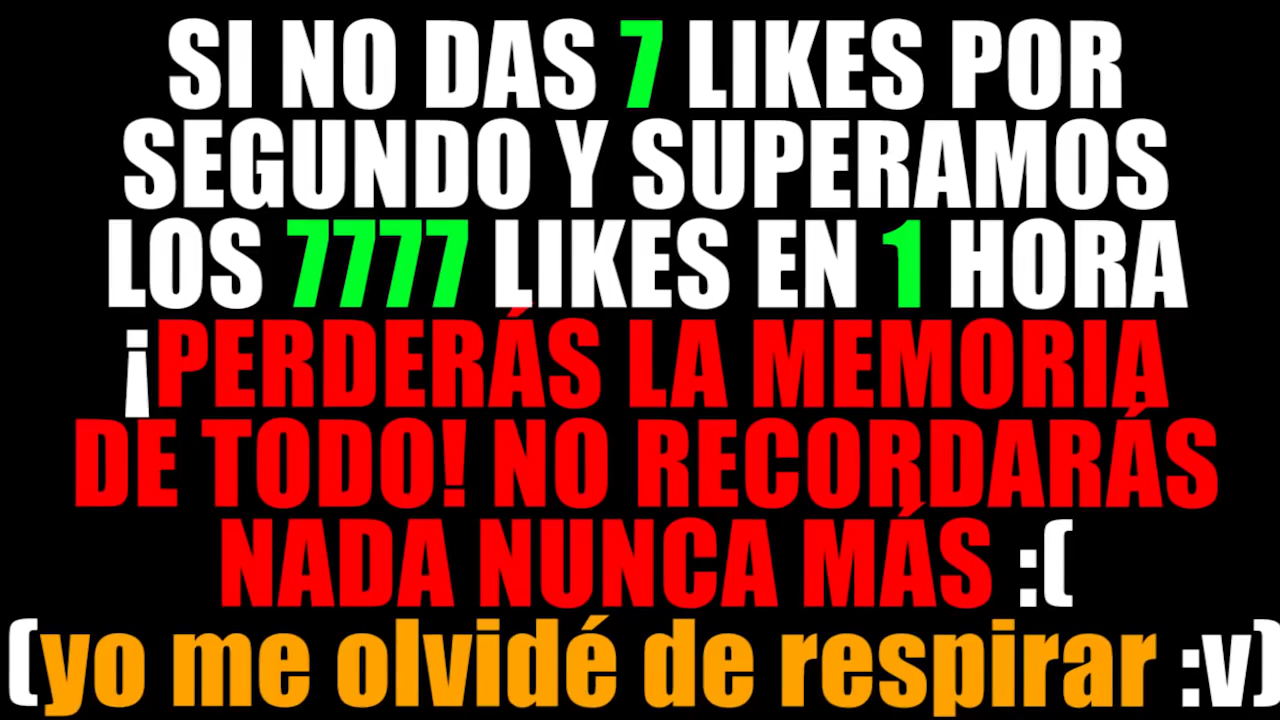 SI NO DAS 7 LIKES POR
SEGUNDO Y SUPERAMOS
LOS 7777 LIKES EN 1 HORA
¡PERDERÁS LA MEMORIA
DE TODO! NO RECORDARÁS
NADA NUNCA MÁS :(
(yo me olvidé de respirar :v)